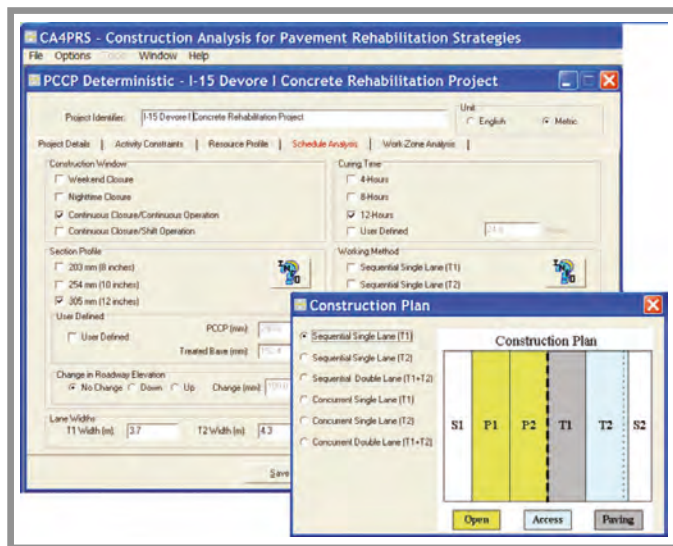 CA4PRS - Construction Analysis for Pavement Rehabilitation Strategies
File Options Window Help
PCCP Deterministic - I-15 Devore I Concrete Rehabilitation Project
Project Identifier: I-15 Devore I Concrete Rehabilitation Project
Unit
English Metric
Project Details | Activity Constraints | Resource Profile | Schedule Analysis | Work Zone Analysis |
Construction Window
Weekend Closure
Nighttime Closure
Continuous Closure/Continuous Operation
Continuous Closure/Shift Operation
Curing Time
4-Hours
8-Hours
12-Hours
User Defined
Section Profile
203 mm (8 inches)
254 mm (10 inches)
305 mm (12 inches)
INFO
User Defined
User Defined
PCCP (mm)
Treated Base (mm)
Change in Roadway Elevation
No Change Down Up Change (mm)
Lane Widths
T1 Width (m) 3.7 T2 Width (m) 4.3
Save
Working Method
Sequential Single Lane (T1)
Sequential Single Lane (T2)
INFO
Construction Plan
Sequential Single Lane (T1)
Sequential Single Lane (T2)
Sequential Double Lane (T1+T2)
Concurrent Single Lane (T1)
Concurrent Single Lane (T2)
Concurrent Double Lane (T1+T2)
Construction Plan
S1 P1 P2 T1 T2 S2
Open Access Paving